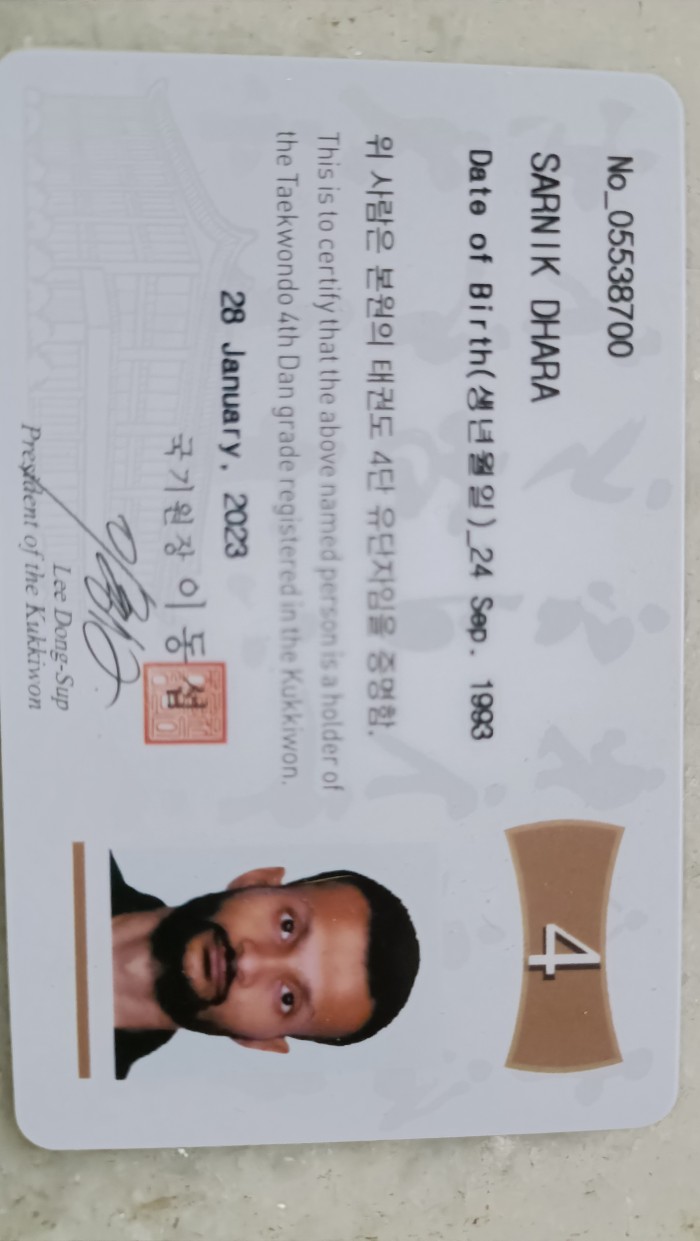 No_05538700
SARNIK DHARA
Date of Birth(생년월일)_24 Sep. 1993
위 사람은 본원의 태권도 4단 유단자임을 증명함.
This is to certify that the above named person is a holder of
the Taekwondo 4th Dan grade registered in the Kukkiwon.
28 January, 2023
국기원장 이동섭
Lee Dong-Sup
President of the Kukkiwon
4